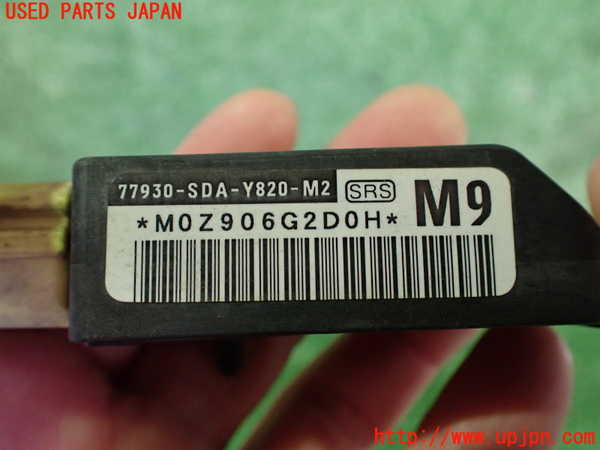 USED PARTS JAPAN
77930-SDA-Y820-M2 SRS M9
*M0Z906G2D0H*
http://www.upjpn.com